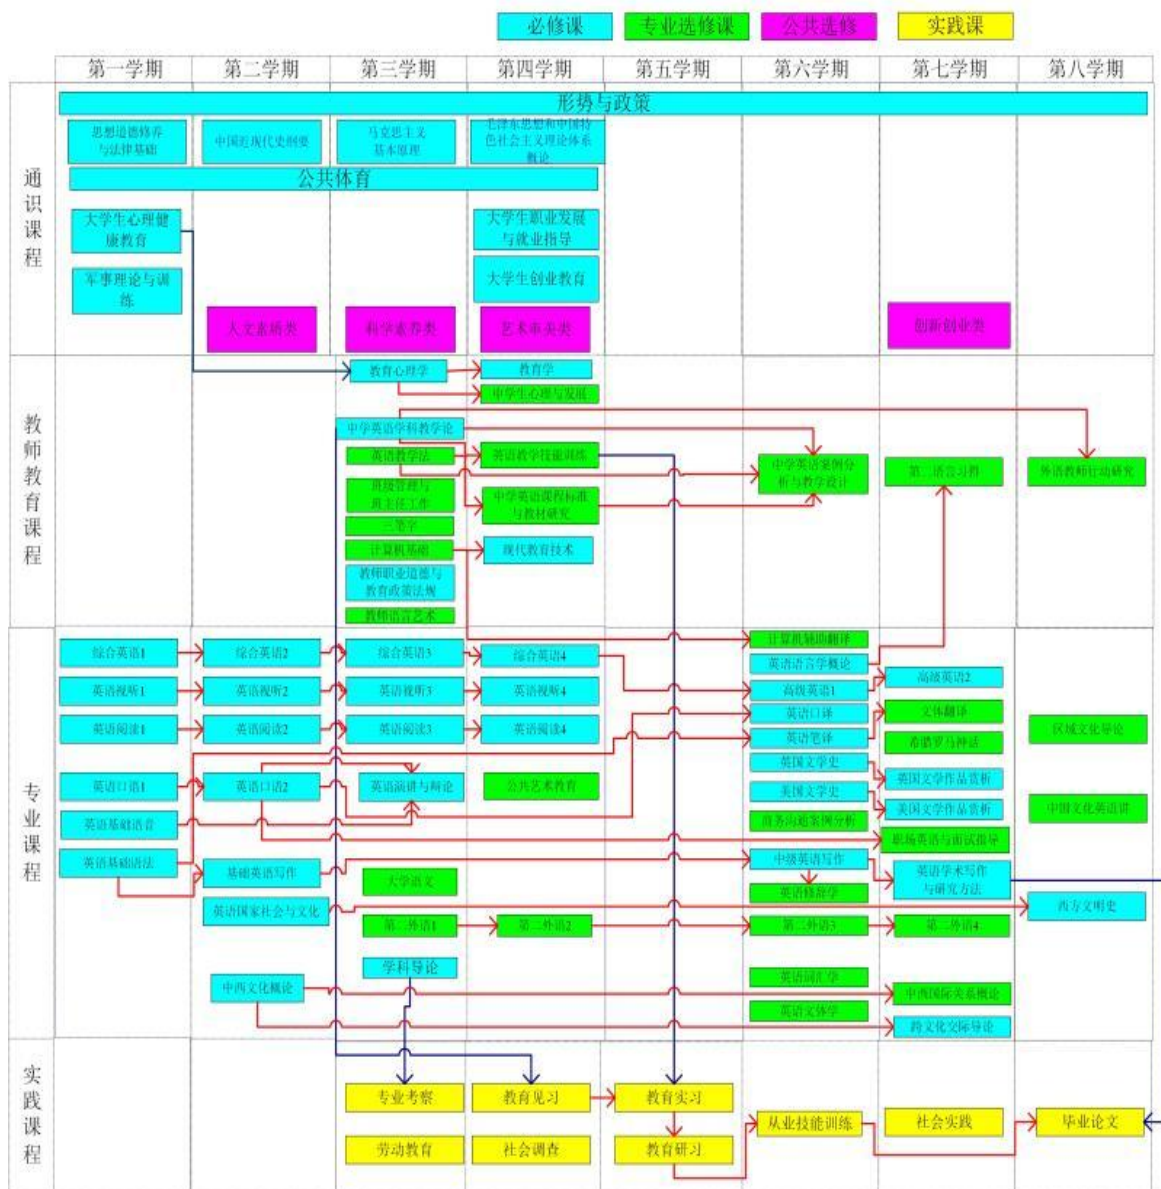 必修课
专业选修课
公共选修
实践课
第一学期
第二学期
第三学期
第四学期
第五学期
第六学期
第七学期
第八学期
通识课程
形势与政策
思想道德修养
与法律基础
中国近现代史纲要
马克思主义
基本原理
毛泽东思想和中国特
色社会主义理论体系
概论
公共体育
大学生心理健
康教育
大学生职业发展
与就业指导
军事理论与训
练
大学生创业教育
人文素质类
科学素养类
艺术审美类
创新创业类
教师教育课程
教育心理学
教育学
中学生心理与发展
中学英语学科教学论
英语教学法
英语教学技能训练
中学英语案例分
析与教学设计
第二语言习得
外语教师行动研究
班级管理与
班主任工作
中学英语课程标准
与教材研究
三笔字
计算机基础
现代教育技术
教师职业道德与
教育政策法规
教师语言艺术
专业课程
计算机辅助翻译
综合英语1
综合英语2
综合英语3
综合英语4
英语语言学概论
高级英语2
英语视听1
英语视听2
英语视听3
英语视听4
高级英语1
英语口译
文体翻译
英语阅读1
英语阅读2
英语阅读3
英语阅读4
区域文化导论
英语笔译
希腊罗马神话
英国文学史
英国文学作品赏析
英语口语1
英语口语2
英语演讲与辩论
公共艺术教育
美国文学史
美国文学作品赏析
中国文化英语讲
英语基础语音
商务沟通案例分析
职场英语与面试指导
英语基础语法
中级英语写作
基础英语写作
大学语文
英语学术写作
与研究方法
英语修辞学
英语国家社会与文化
西方文明史
第二外语1
第二外语2
第二外语3
第二外语4
学科导论
英语词汇学
中西文化概论
中西国际关系概论
英语文体学
跨文化交际导论
实践课程
专业考察
教育见习
教育实习
从业技能训练
社会实践
毕业论文
劳动教育
社会调查
教育研习